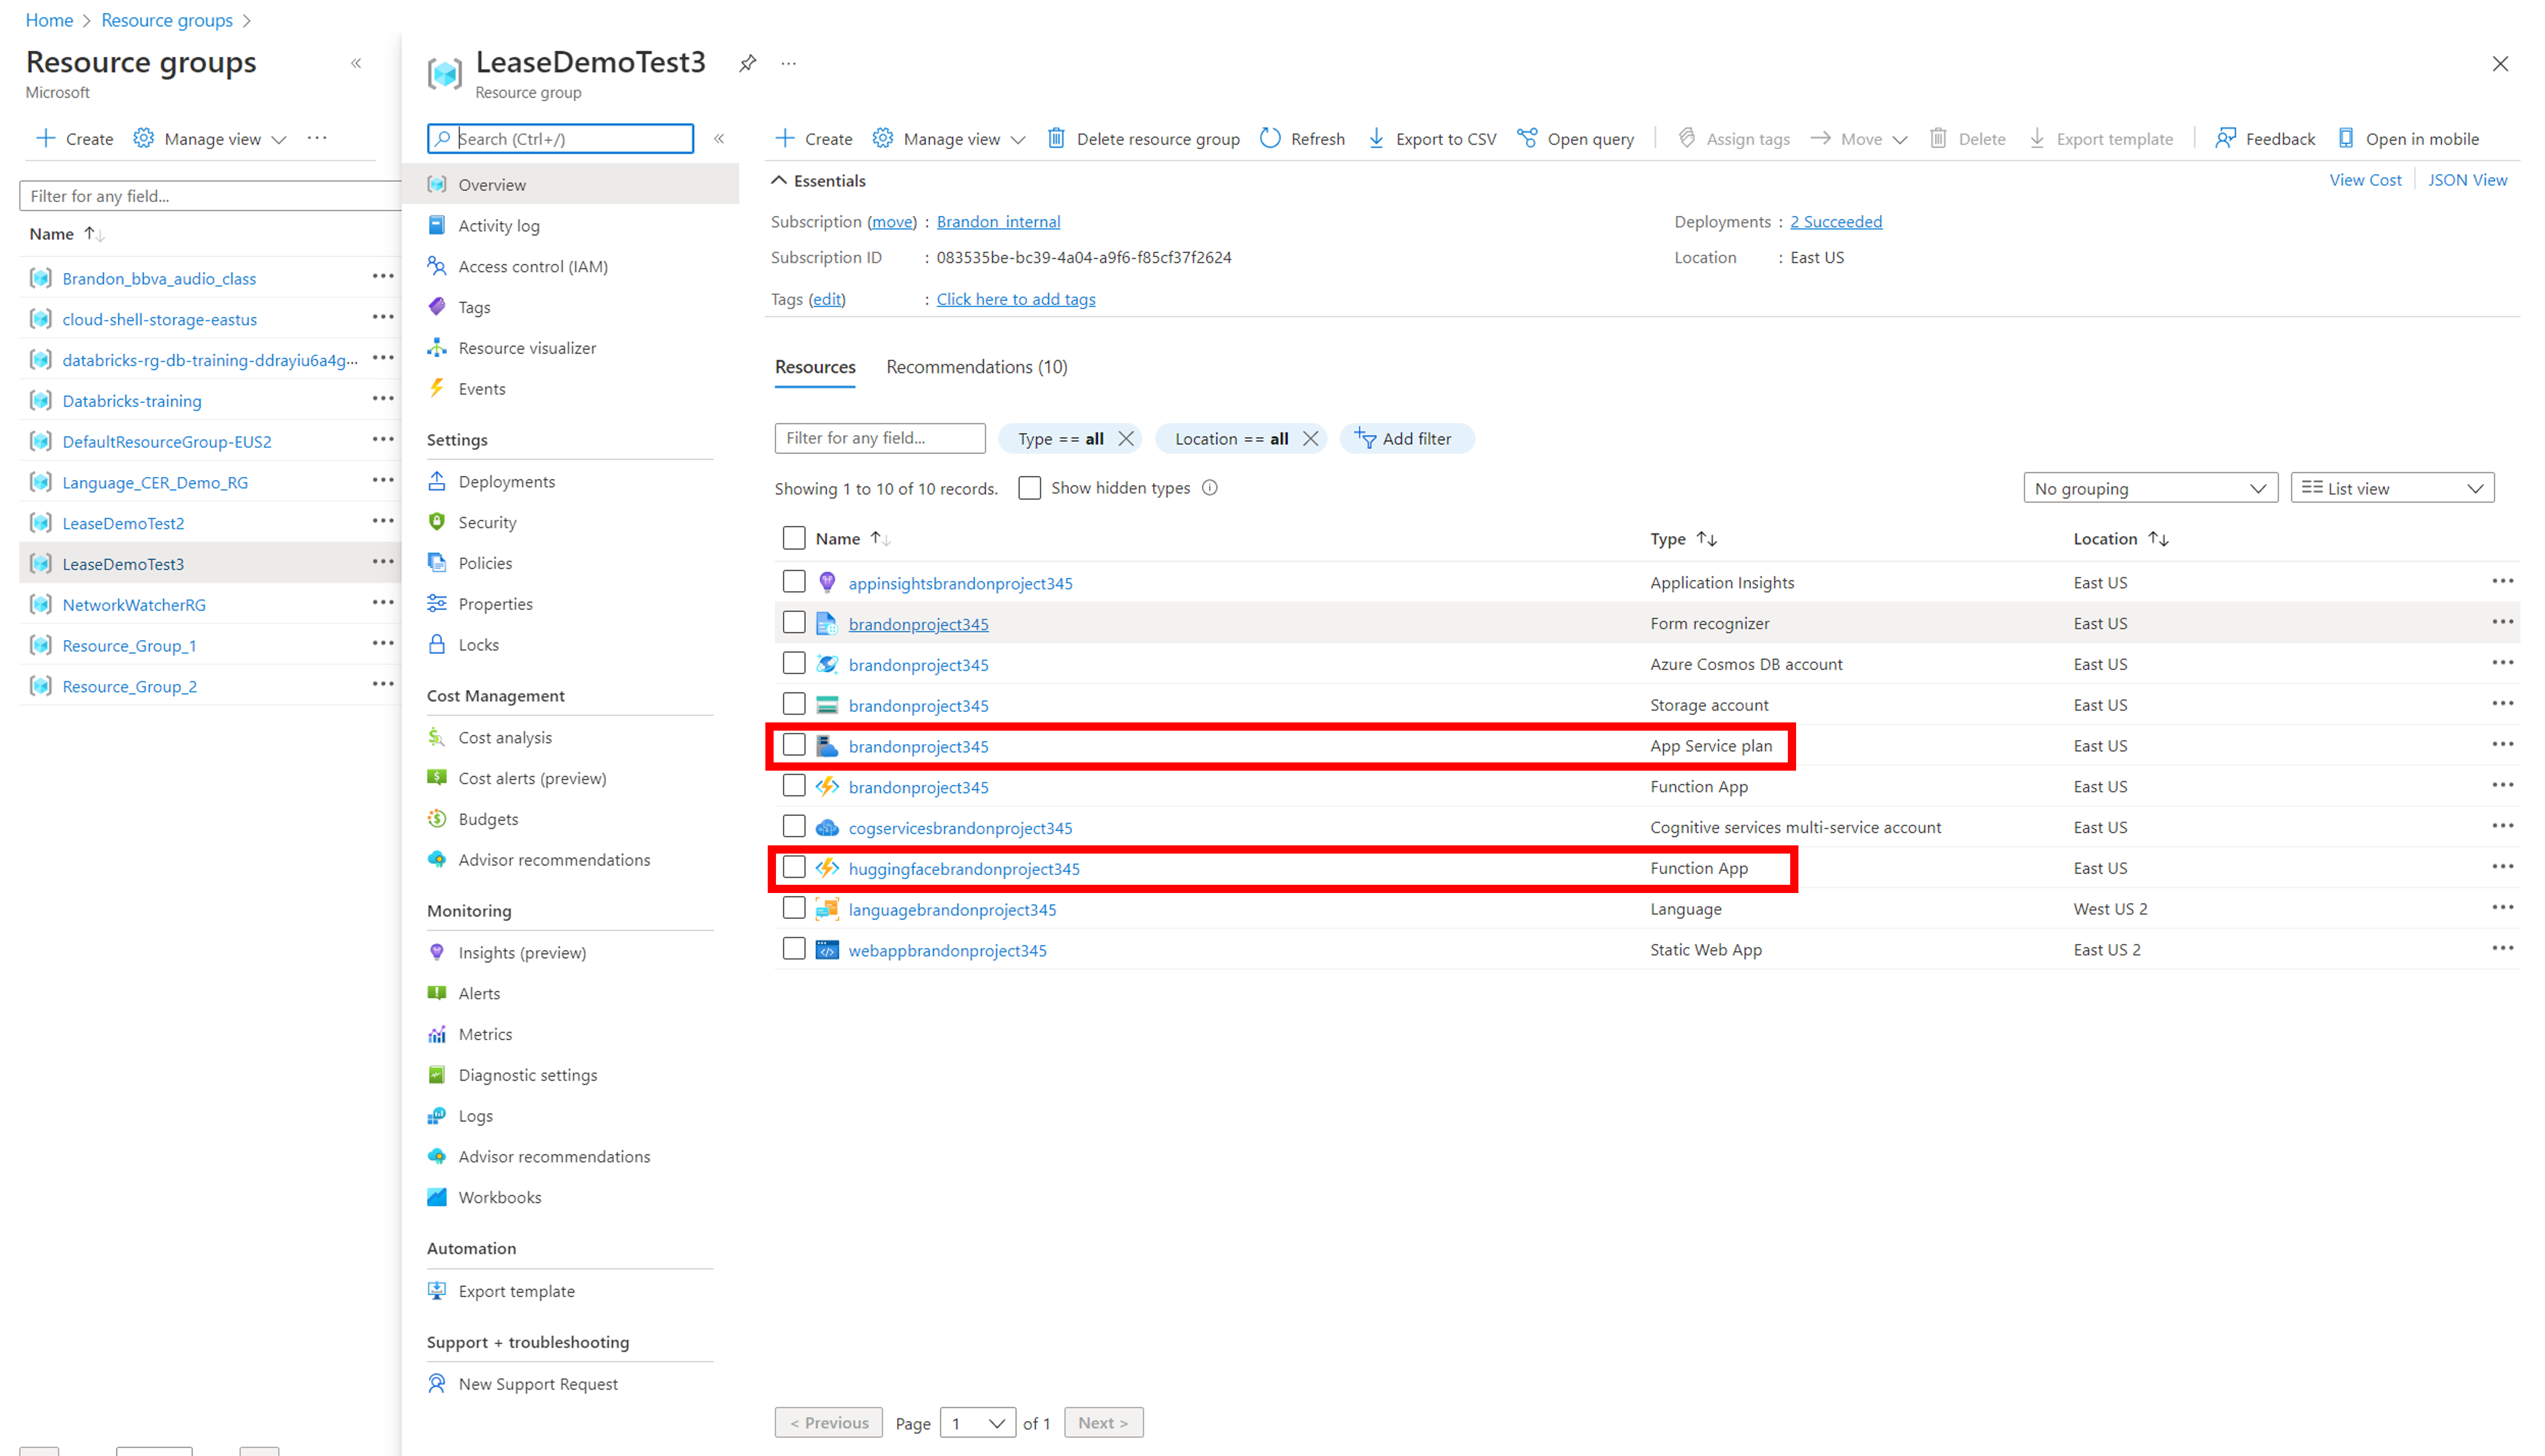 Home > Resource groups >
Resource groups
Microsoft
Create Manage view ...
Filter for any field...
Name
Brandon_bbva_audio_class
cloud-shell-storage-eastus
databricks-rg-db-training-ddrayiu6a4g...
Databricks-training
DefaultResourceGroup-EUS2
Language_CER_Demo_RG
LeaseDemoTest2
LeaseDemoTest3
NetworkWatcherRG
Resource_Group_1
Resource_Group_2
LeaseDemoTest3 ...
Resource group
Search (Ctrl+/)
Overview
Activity log
Access control (IAM)
Tags
Resource visualizer
Events
Settings
Deployments
Security
Policies
Properties
Locks
Cost Management
Cost analysis
Cost alerts (preview)
Budgets
Advisor recommendations
Monitoring
Insights (preview)
Alerts
Metrics
Diagnostic settings
Logs
Advisor recommendations
Workbooks
Automation
Export template
Support + troubleshooting
New Support Request
Create Manage view Delete resource group Refresh Export to CSV Open query Assign tags Move Delete Export template Feedback Open in mobile
Essentials View Cost JSON View
Subscription (move) : Brandon_internal Deployments : 2 Succeeded
Subscription ID : 083535be-bc39-4a04-a9f6-f85cf37f2624 Location : East US
Tags (edit) : Click here to add tags
Resources Recommendations (10)
Filter for any field... Type == all Location == all Add filter
Showing 1 to 10 of 10 records. Show hidden types No grouping List view
Name Type Location
appinsightsbrandonproject345 Application Insights East US
brandonproject345 Form recognizer East US
brandonproject345 Azure Cosmos DB account East US
brandonproject345 Storage account East US
brandonproject345 App Service plan East US
brandonproject345 Function App East US
cogservicesbrandonproject345 Cognitive services multi-service account East US
huggingfacebrandonproject345 Function App East US
languagebrandonproject345 Language West US 2
webappbrandonproject345 Static Web App East US 2
< Previous Page 1 of 1 Next >